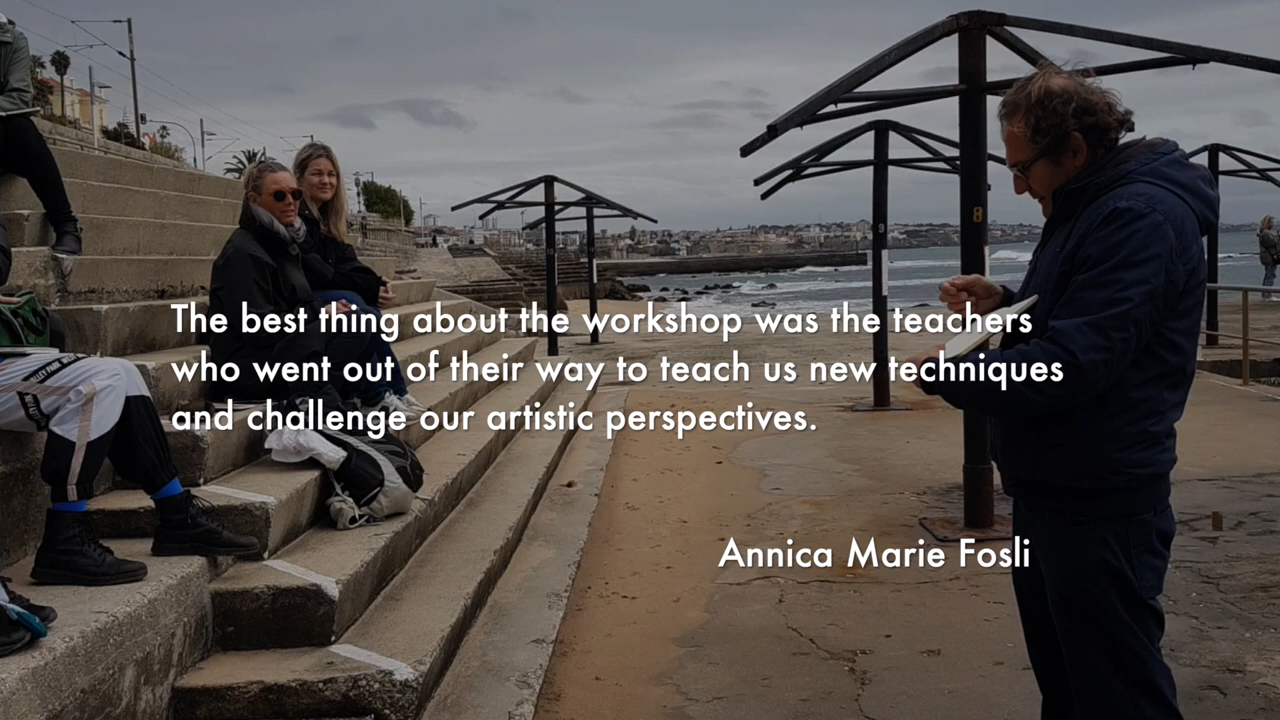 The best thing about the workshop was the teachers
who went out of their way to teach us new techniques
and challenge our artistic perspectives.
Annica Marie Fosli
8